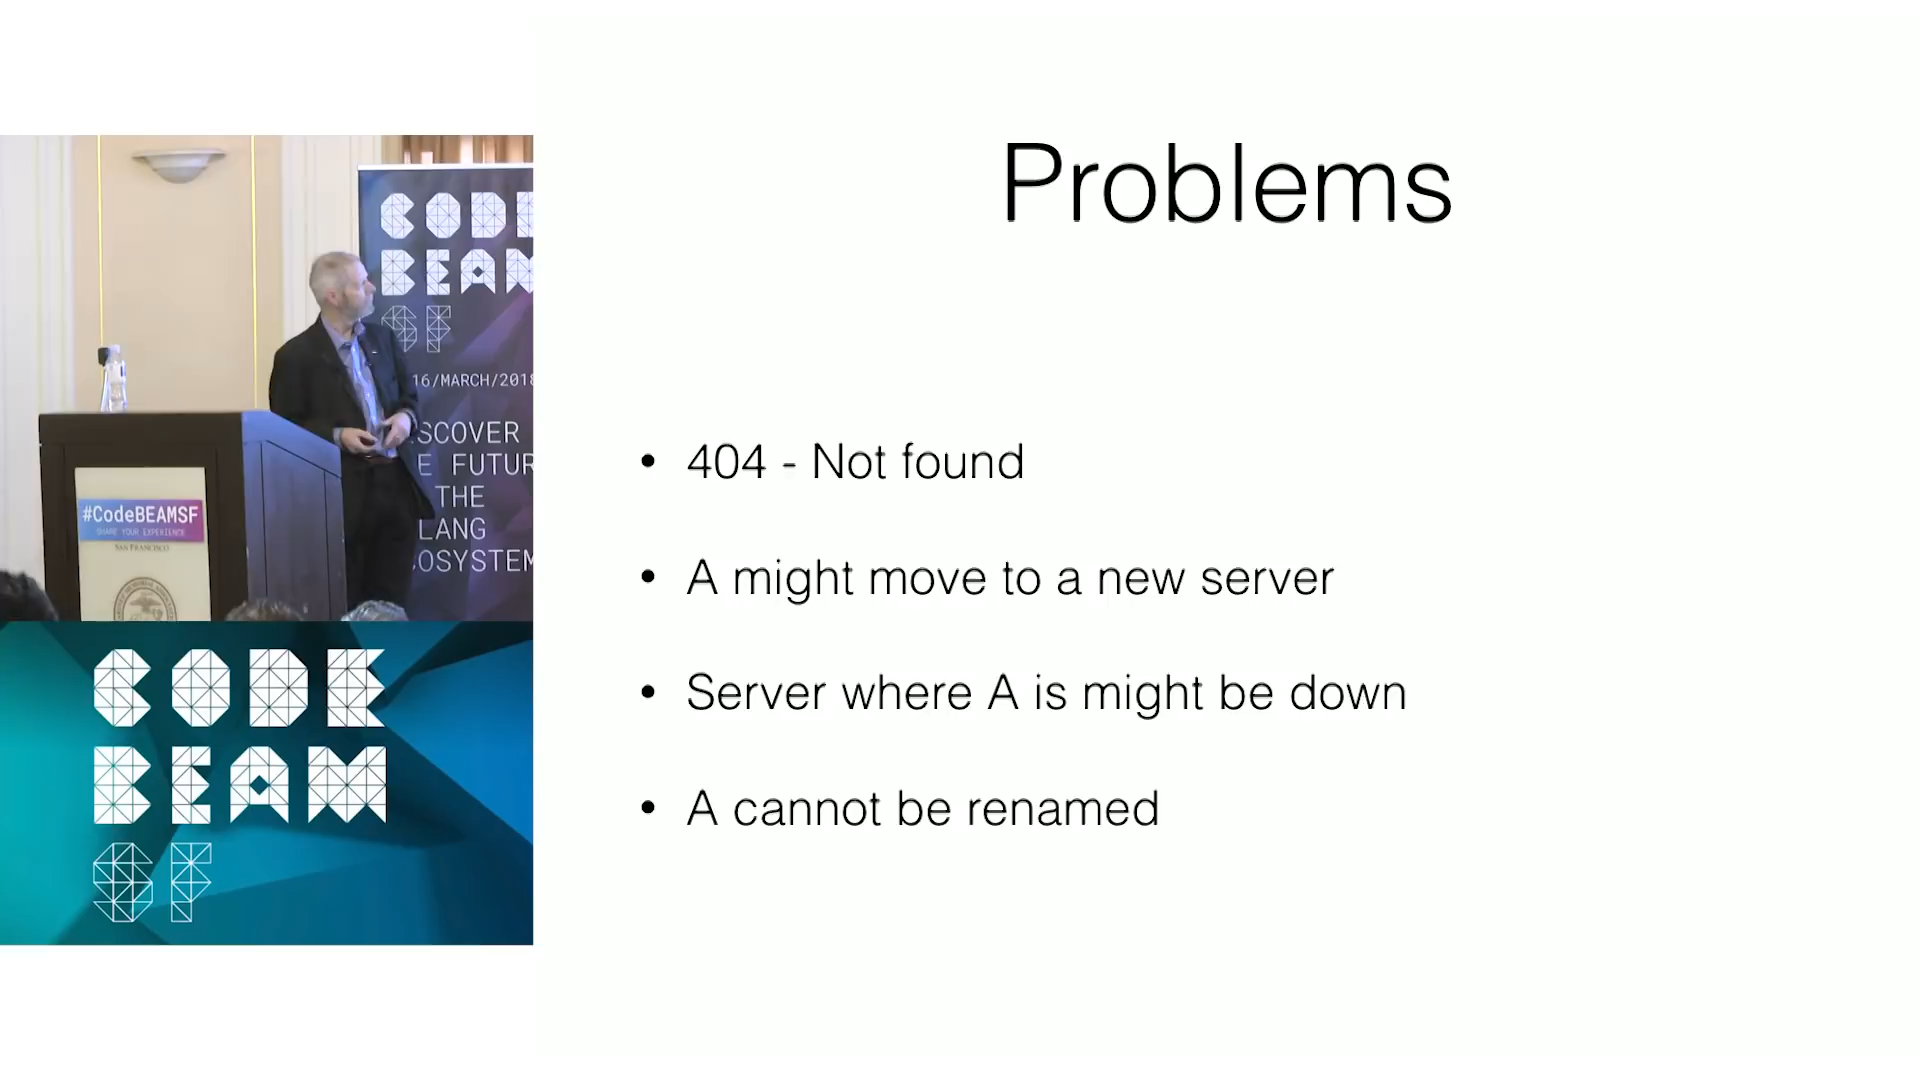 Problems
• 404 - Not found
• A might move to a new server
• Server where A is might be down
• A cannot be renamed
CODE
BEAM
SF
16/MARCH/2018
SCOVER
E FUTUR
THE
LANG
OSYSTEM
#CodeBEAMSF
SHARE YOUR EXPERIENCE
SAN FRANCISCO
CODE
BEAM
SF